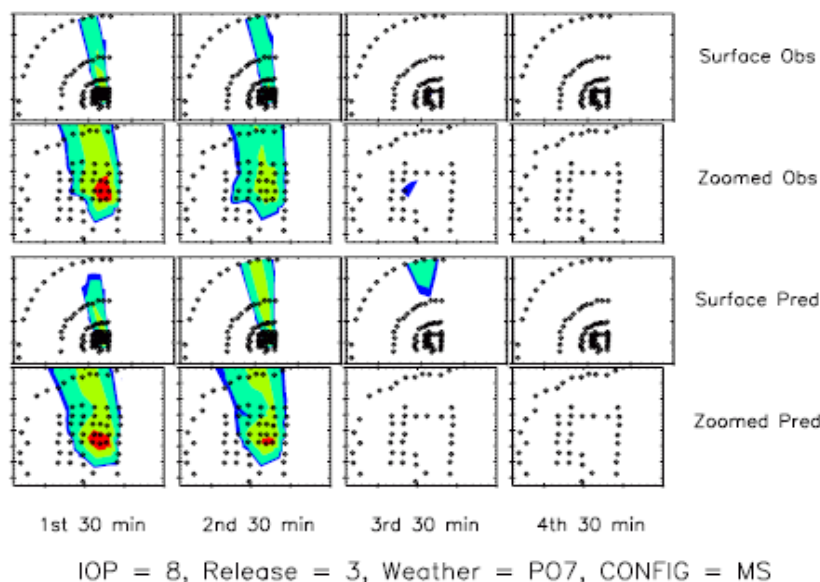 Surface Obs
Zoomed Obs
Surface Pred
Zoomed Pred
1st 30 min 2nd 30 min 3rd 30 min 4th 30 min
IOP = 8, Release = 3, Weather = PO7, CONFIG = MS